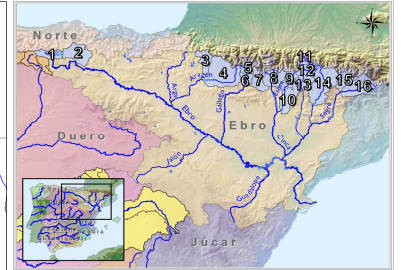 Norte
1 2 3 4 5 6 7 8 9 10 11 12 13 14 15 16
Aragón
Arga
Ebro
Gállego
Cinca
Segre
Duero
Ebro
Jalón
Guadalope
Júcar